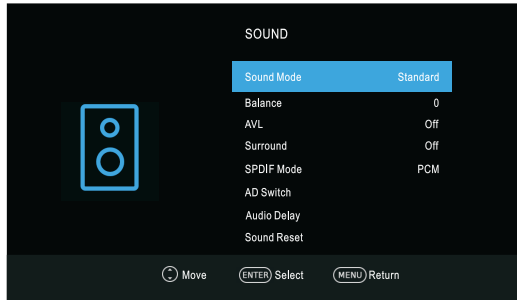 SOUND
Sound Mode Standard
Balance 0
AVL Off
Surround Off
SPDIF Mode PCM
AD Switch
Audio Delay
Sound Reset
Move ENTER Select MENU Return